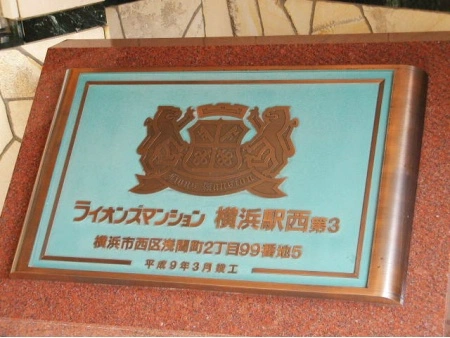 ライオンズマンション 横浜駅西第3
横浜市西区浅間町2丁目99番地5
平成9年3月竣工